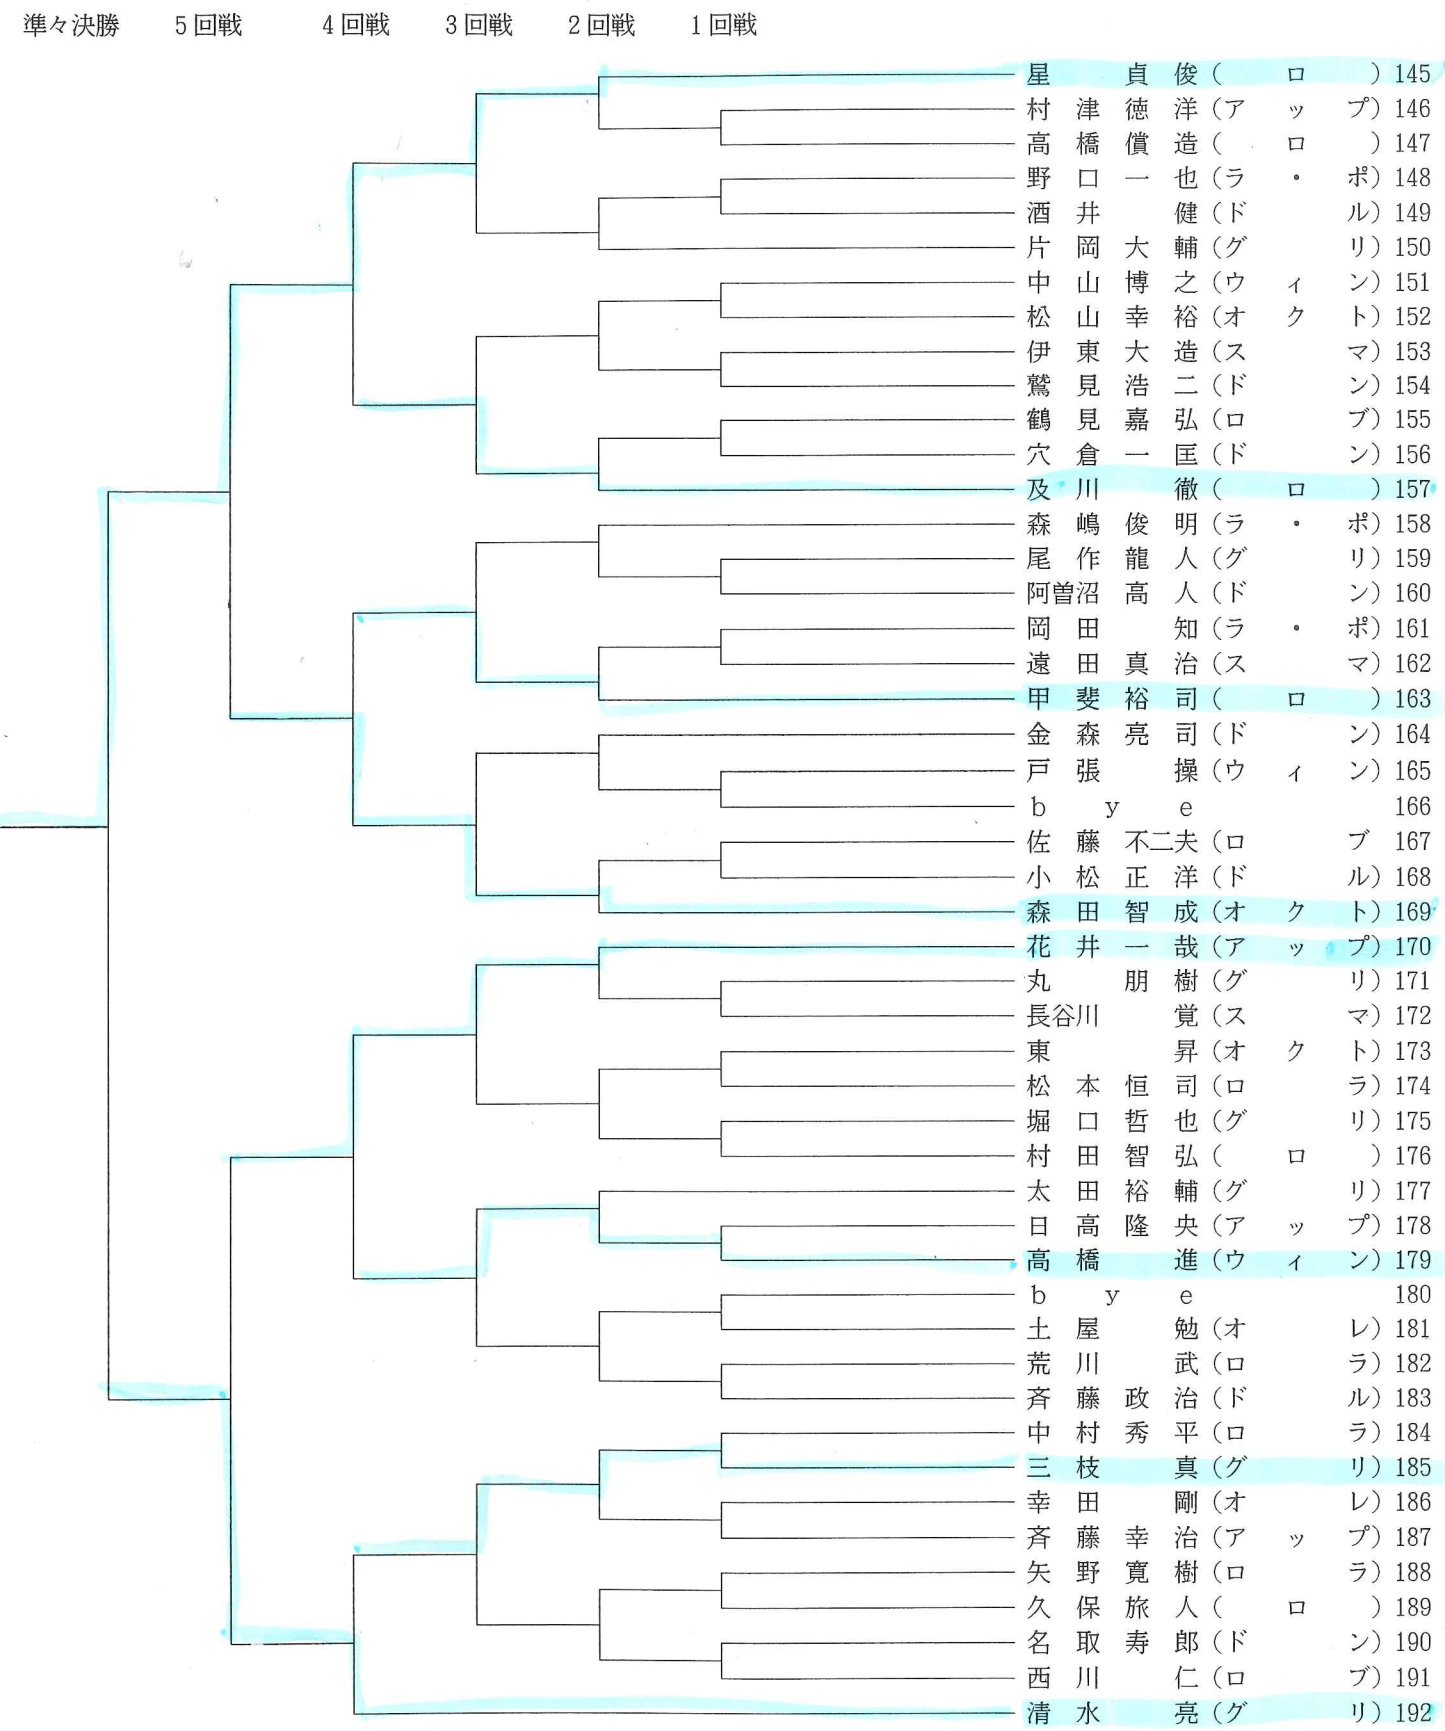 準々決勝 5回戦 4回戦 3回戦 2回戦 1回戦
星貞俊(ロ) 145
村津徳洋(アップ) 146
高橋償造(ロ) 147
野口一也(ラ・ポ) 148
酒井健(ドル) 149
片岡大輔(グリ) 150
中山博之(ウィン) 151
松山幸裕(オクト) 152
伊東大造(スマ) 153
鷲見浩二(ドン) 154
鶴見嘉弘(ロブ) 155
穴倉一匡(ドン) 156
及川徹(ロ) 157
森嶋俊明(ラ・ポ) 158
尾作龍人(グリ) 159
阿曽沼高人(ドン) 160
岡田知(ラ・ポ) 161
遠田真治(スマ) 162
甲斐裕司(ロ) 163
金森亮司(ドン) 164
戸張操(ウィン) 165
bye 166
佐藤不二夫(ロブ 167
小松正洋(ドル) 168
森田智成(オクト) 169
花井一哉(アップ) 170
丸朋樹(グリ) 171
長谷川覚(スマ) 172
東昇(オクト) 173
松本恒司(ロラ) 174
堀口哲也(グリ) 175
村田智弘(ロ) 176
太田裕輔(グリ) 177
日高隆央(アップ) 178
高橋進(ウィン) 179
bye 180
土屋勉(オレ) 181
荒川武(ロラ) 182
斉藤政治(ドル) 183
中村秀平(ロラ) 184
三枝真(グリ) 185
幸田剛(オレ) 186
斉藤幸治(アップ) 187
矢野寛樹(ロラ) 188
久保旅人(ロ) 189
名取寿郎(ドン) 190
西川仁(ロブ) 191
清水亮(グリ) 192